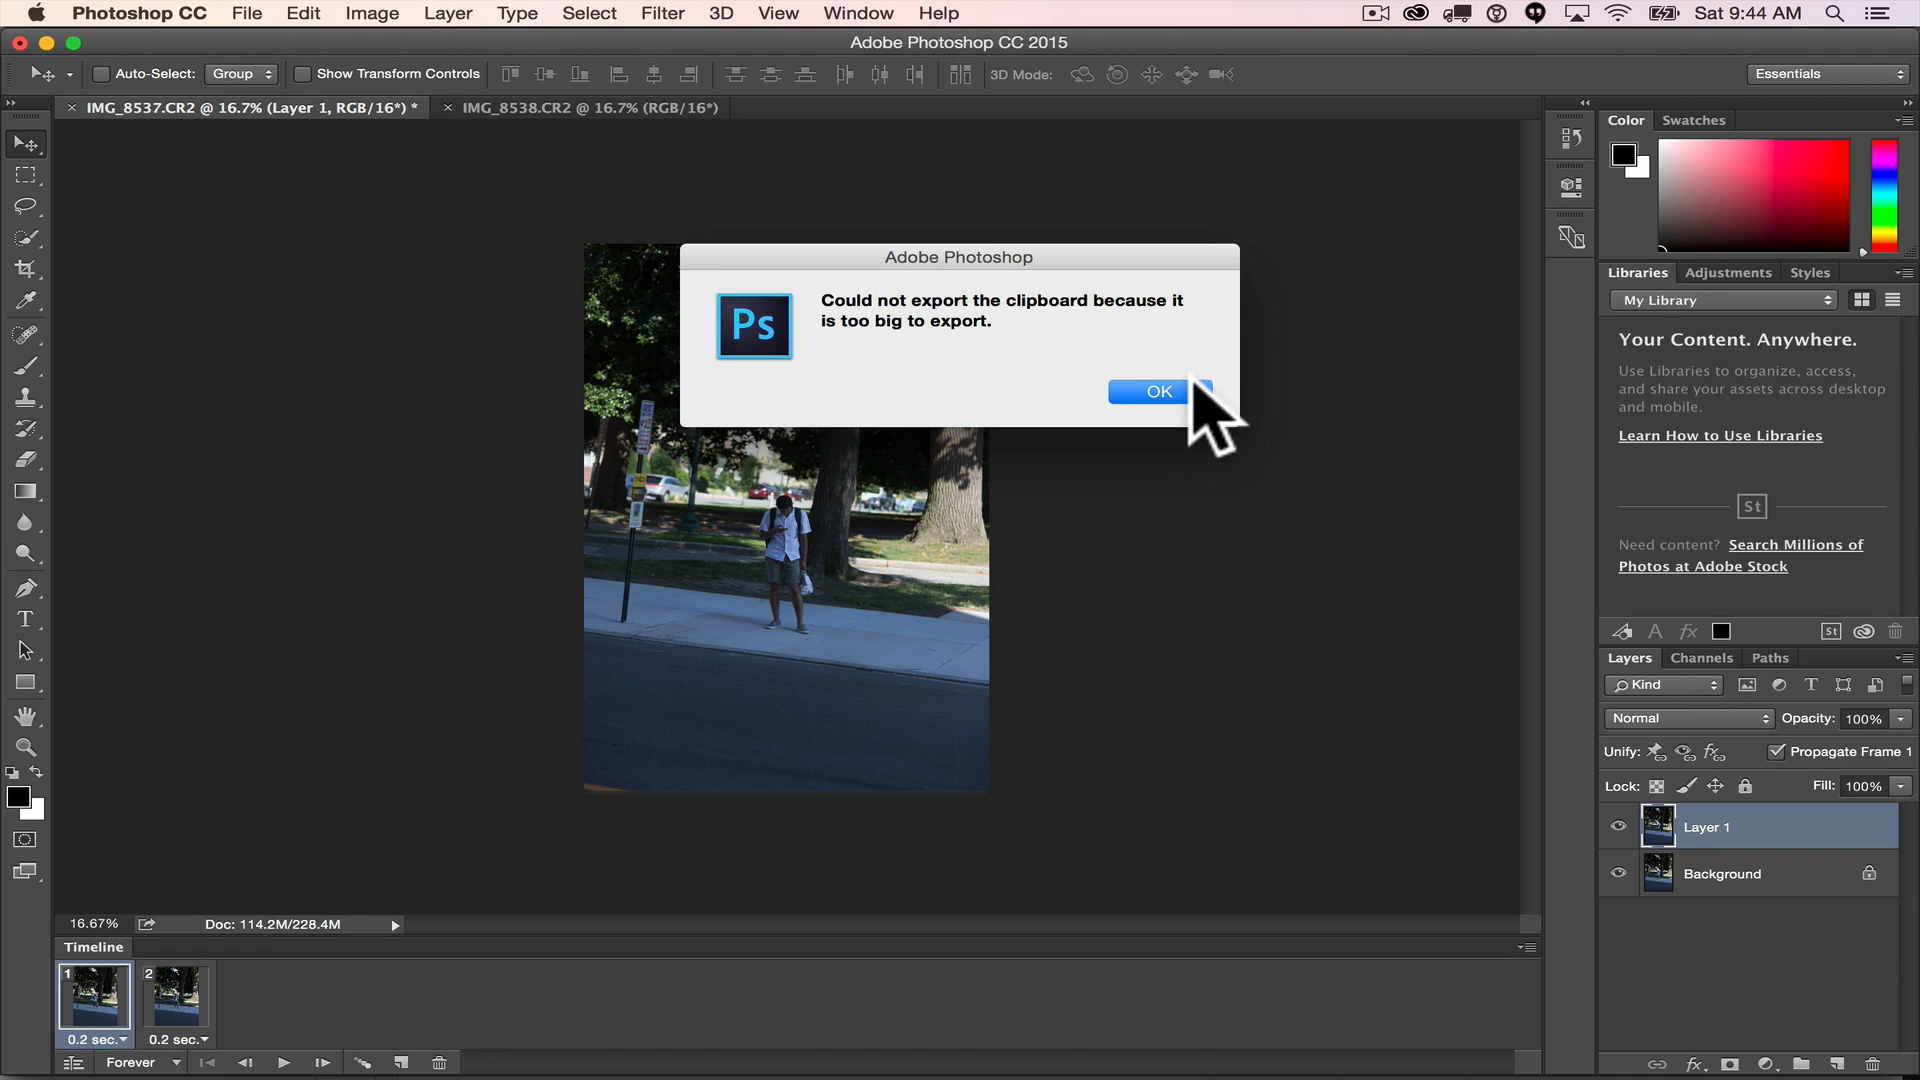 Photoshop CC File Edit Image Layer Type Select Filter 3D View Window Help Sat 9:44 AM
Adobe Photoshop CC 2015
Auto-Select: Group Show Transform Controls 3D Mode: Essentials
IMG_8537.CR2 @ 16.7% (Layer 1, RGB/16*) * IMG_8538.CR2 @ 16.7% (RGB/16*)
Color Swatches
Adobe Photoshop
Ps
Could not export the clipboard because it
is too big to export.
OK
Libraries Adjustments Styles
My Library
Your Content. Anywhere.
Use Libraries to organize, access,
and share your assets across desktop
and mobile.
Learn How to Use Libraries
St
Need content? Search Millions of
Photos at Adobe Stock
A fx St
Layers Channels Paths
Kind T
Normal Opacity: 100%
Unify: Propagate Frame 1
Lock: Fill: 100%
Layer 1
Background
fx
T
16.67% Doc: 114.2M/228.4M
Timeline
1 2
0.2 sec. 0.2 sec.
Forever